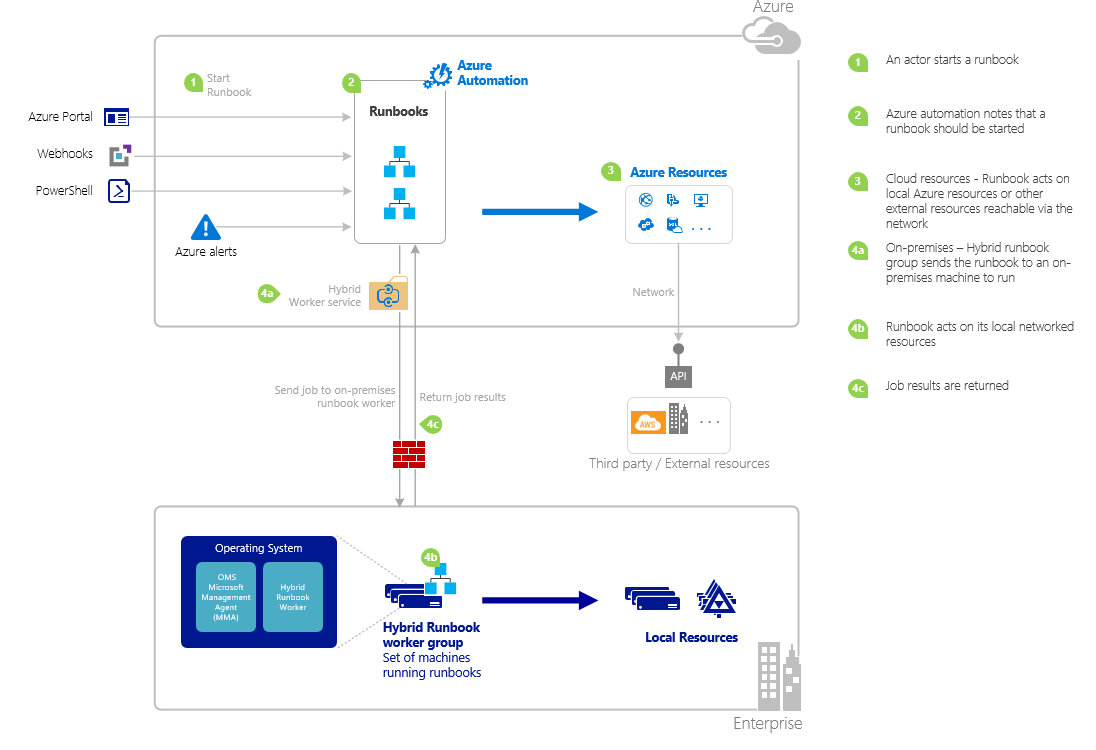 Azure
1
Start
Runbook
2
Azure
Automation
Runbooks
Azure Portal
Webhooks
PowerShell
Azure alerts
3
Azure Resources
SQL
...
4a
Hybrid
Worker service
Network
API
Send job to on-premises
runbook worker
Return job results
4c
AWS
...
Third party / External resources
Operating System
OMS
Microsoft
Management
Agent
(MMA)
Hybrid
Runbook
Worker
4b
Hybrid Runbook
worker group
Set of machines
running runbooks
Local Resources
Enterprise
1
An actor starts a runbook
2
Azure automation notes that a
runbook should be started
3
Cloud resources - Runbook acts on
local Azure resources or other
external resources reachable via the
network
4a
On-premises – Hybrid runbook
group sends the runbook to an on-
premises machine to run
4b
Runbook acts on its local networked
resources
4c
Job results are returned